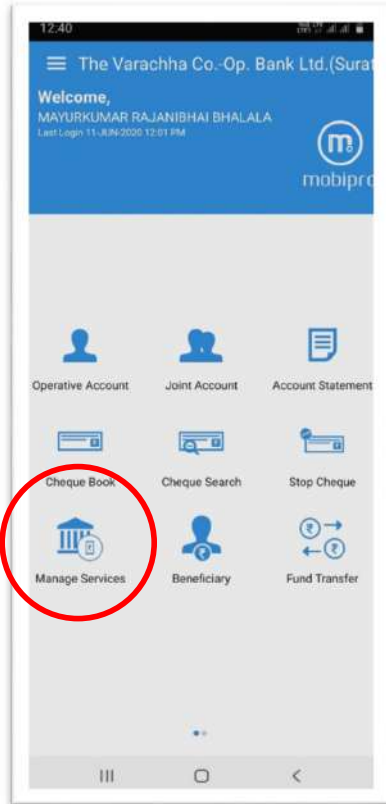 12:40
The Varachha Co.-Op. Bank Ltd.(Surat
Welcome,
MAYURKUMAR RAJANIBHAI BHALALA
Last Login 11-JUN-2020 12:01 PM
m
mobipro
Operative Account Joint Account Account Statement
Cheque Book Cheque Search Stop Cheque
Manage Services Beneficiary Fund Transfer